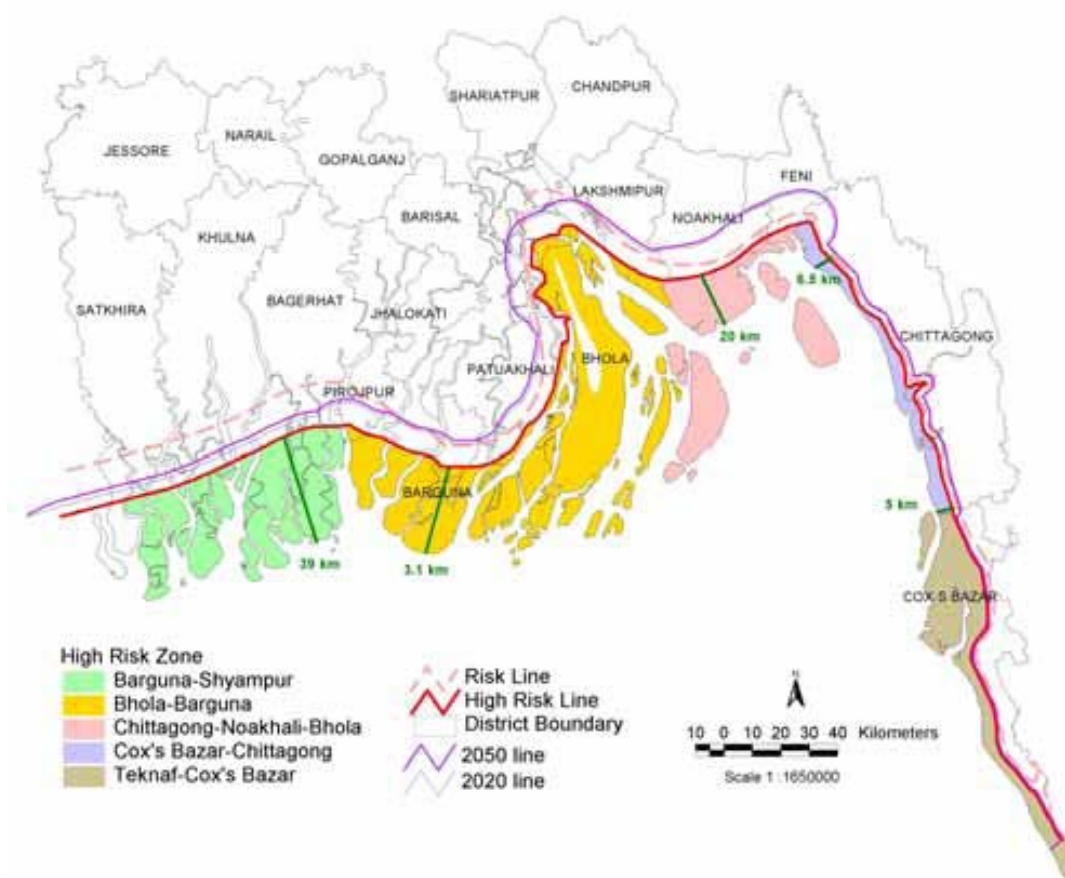 CHANDPUR
SHARIATPUR
NARAIL
JESSORE
GOPALGANJ
FENI
LAKSHMIPUR
BARISAL
NOAKHALI
KHULNA
BAGERHAT
6.5 km
SATKHIRA
JHALOKATI
20 km
CHITTAGONG
BHOLA
PATUAKHALI
PIROJPUR
BARGUNA
5 km
39 km
3.1 km
COX S BAZAR
High Risk Zone
Barguna-Shyampur
Bhola-Barguna
Chittagong-Noakhali-Bhola
Cox's Bazar-Chittagong
Teknaf-Cox's Bazar
Risk Line
High Risk Line
District Boundary
2050 line
2020 line
N
10 0 10 20 30 40 Kilometers
Scale 1 :1650000